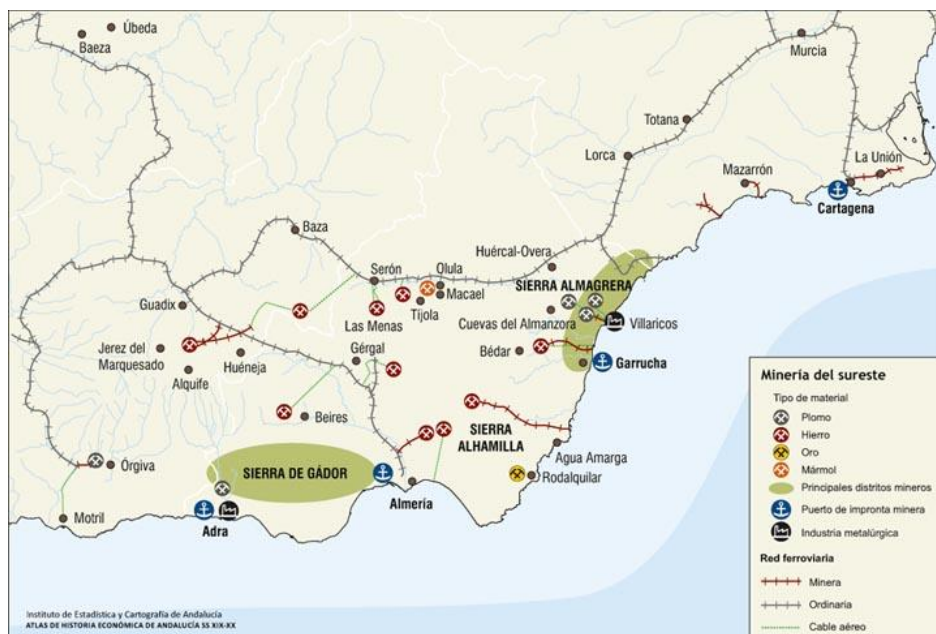 Úbeda
Baeza
Murcia
Totana
Lorca
La Unión
Mazarrón
Cartagena
Baza
Huércal-Overa
Serón
Olula
SIERRA ALMAGRERA
Macael
Guadix
Tíjola
Las Menas
Cuevas del Almanzora
Villaricos
Jerez del
Marquesado
Huéneja
Gérgal
Bédar
Garrucha
Alquife
Beires
SIERRA
ALHAMILLA
Agua Amarga
Órgiva
SIERRA DE GÁDOR
Rodalquilar
Almería
Motril
Adra
Minería del sureste
Tipo de material
Plomo
Hierro
Oro
Mármol
Principales distritos mineros
Puerto de impronta minera
Industria metalúrgica
Red ferroviaria
Minera
Ordinaria
Cable aéreo
Instituto de Estadística y Cartografía de Andalucía
ATLAS DE HISTORIA ECONÓMICA DE ANDALUCÍA SS XIX-XX